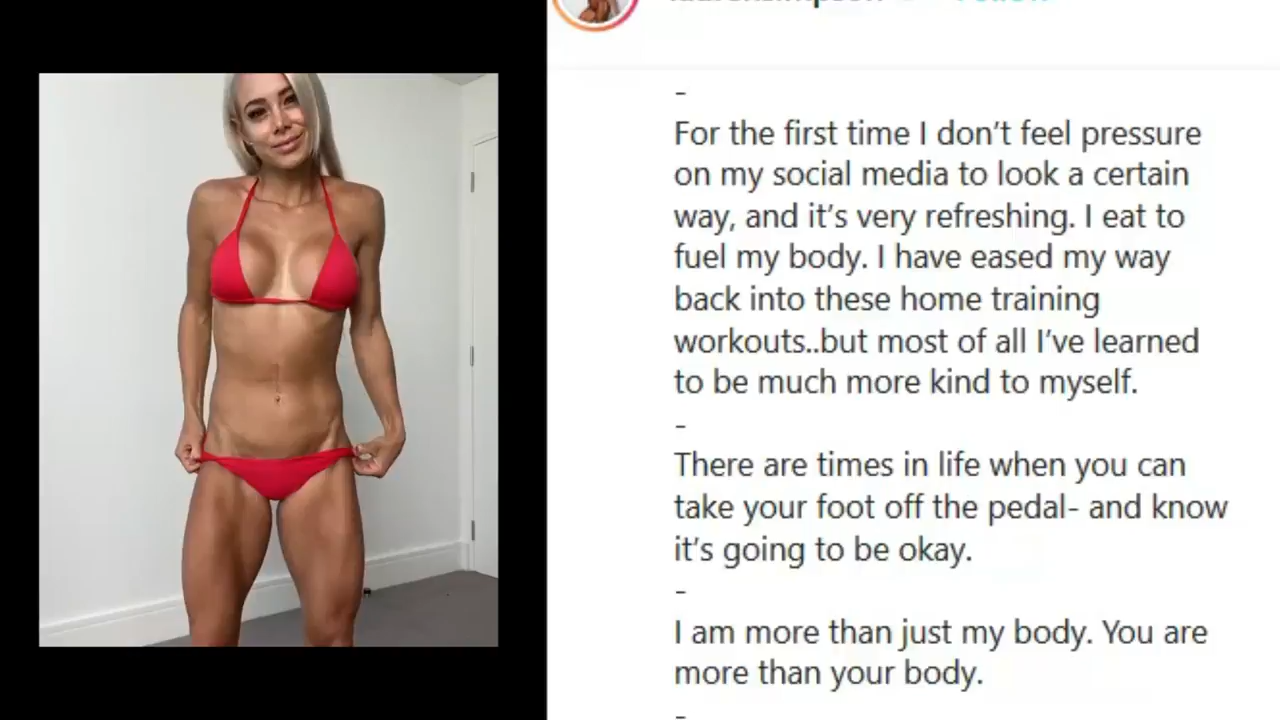 -
For the first time I don't feel pressure
on my social media to look a certain
way, and it's very refreshing. I eat to
fuel my body. I have eased my way
back into these home training
workouts..but most of all I've learned
to be much more kind to myself.
-
There are times in life when you can
take your foot off the pedal- and know
it's going to be okay.
-
I am more than just my body. You are
more than your body.
-